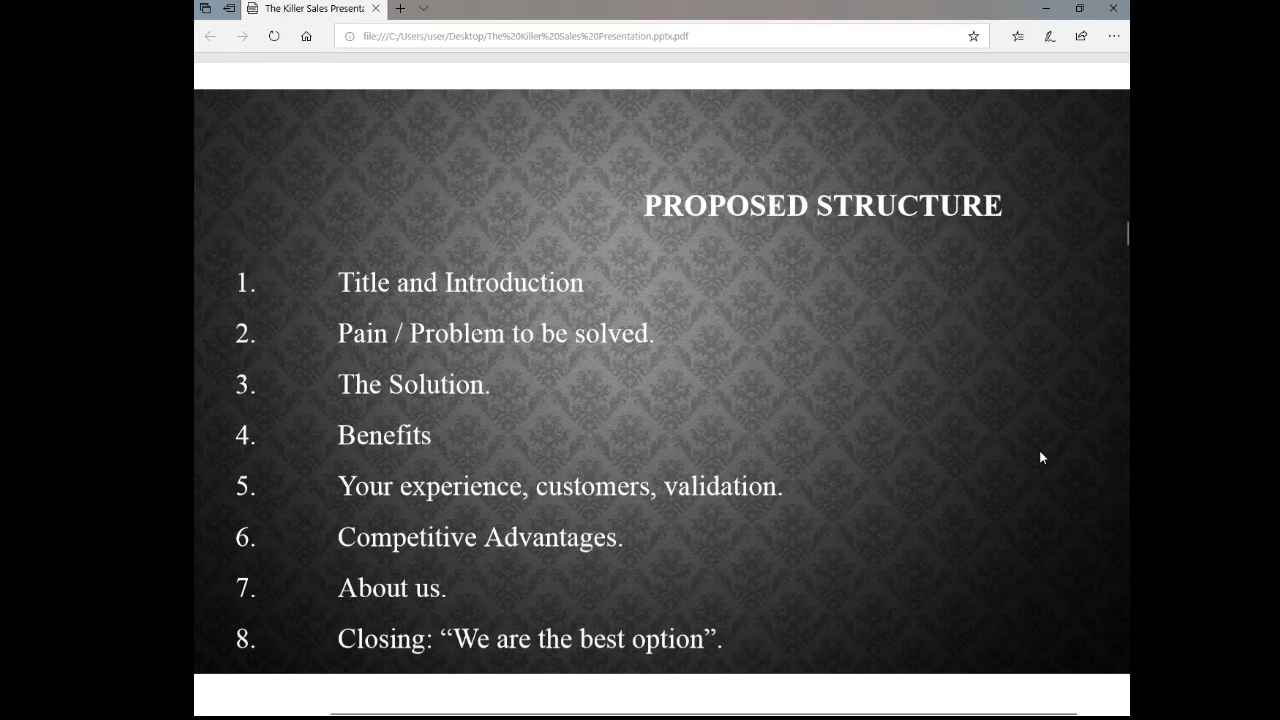 The Killer Sales Presenta
file:///C:/Users/user/Desktop/The%20Killer%20Sales%20Presentation.pptx.pdf
PROPOSED STRUCTURE
1. Title and Introduction
2. Pain / Problem to be solved.
3. The Solution.
4. Benefits
5. Your experience, customers, validation.
6. Competitive Advantages.
7. About us.
8. Closing: “We are the best option”.